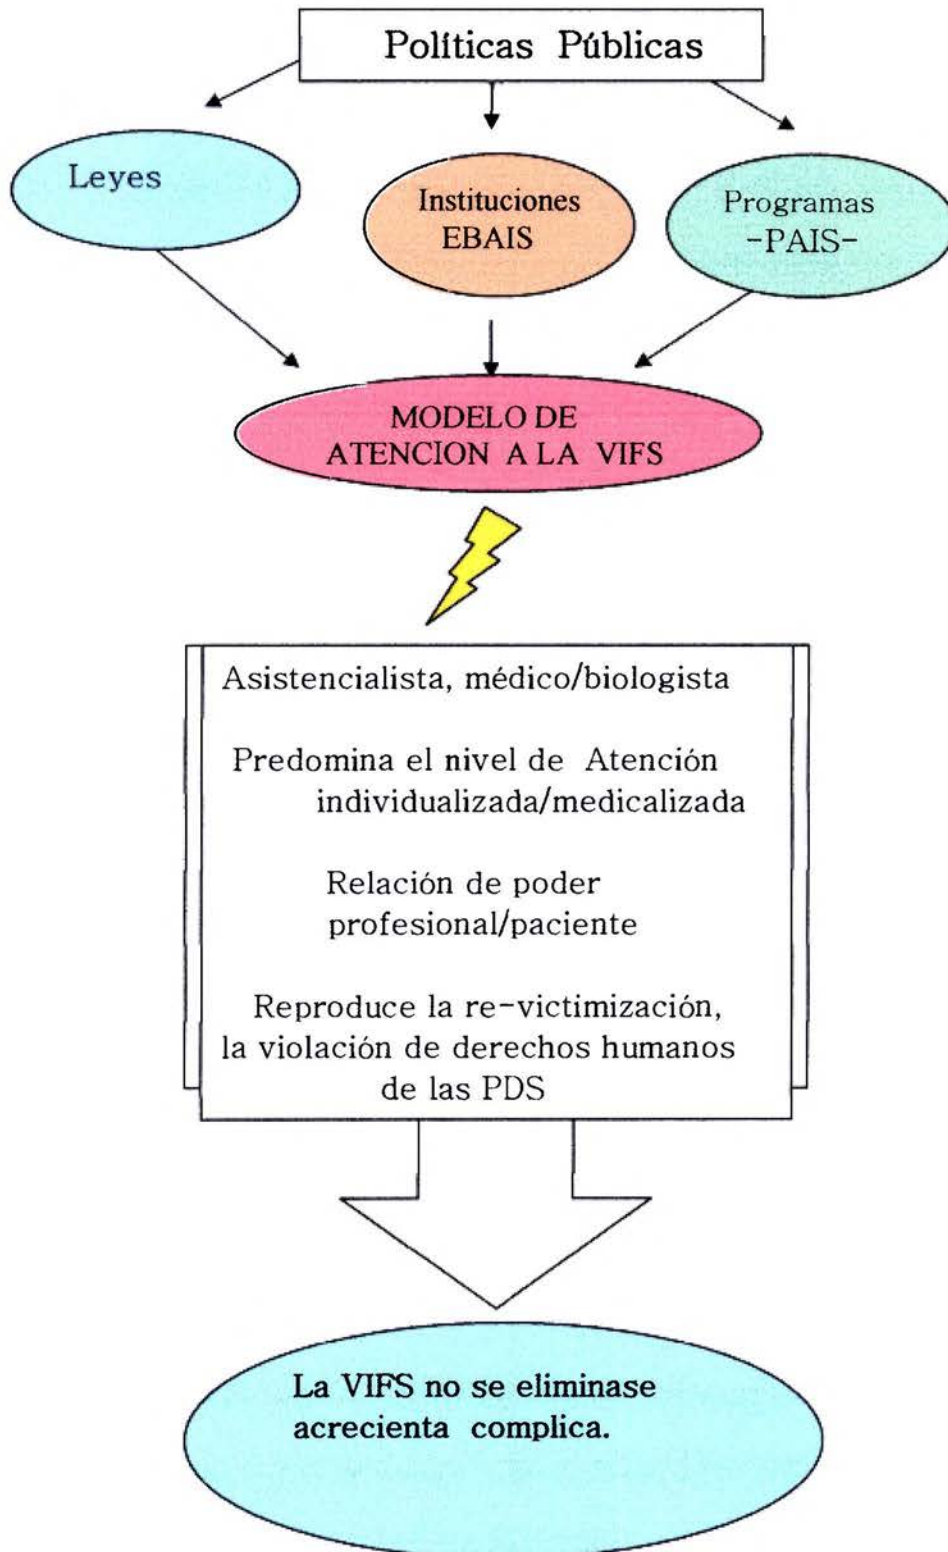 Políticas Públicas
Leyes
Instituciones
EBAIS
Programas
-PAIS-
MODELO DE
ATENCION A LA VIFS
Asistencialista, médico/biologista
Predomina el nivel de Atención
individualizada/medicalizada
Relación de poder
profesional/paciente
Reproduce la re-victimización,
la violación de derechos humanos
de las PDS
La VIFS no se eliminase
acrecienta complica.